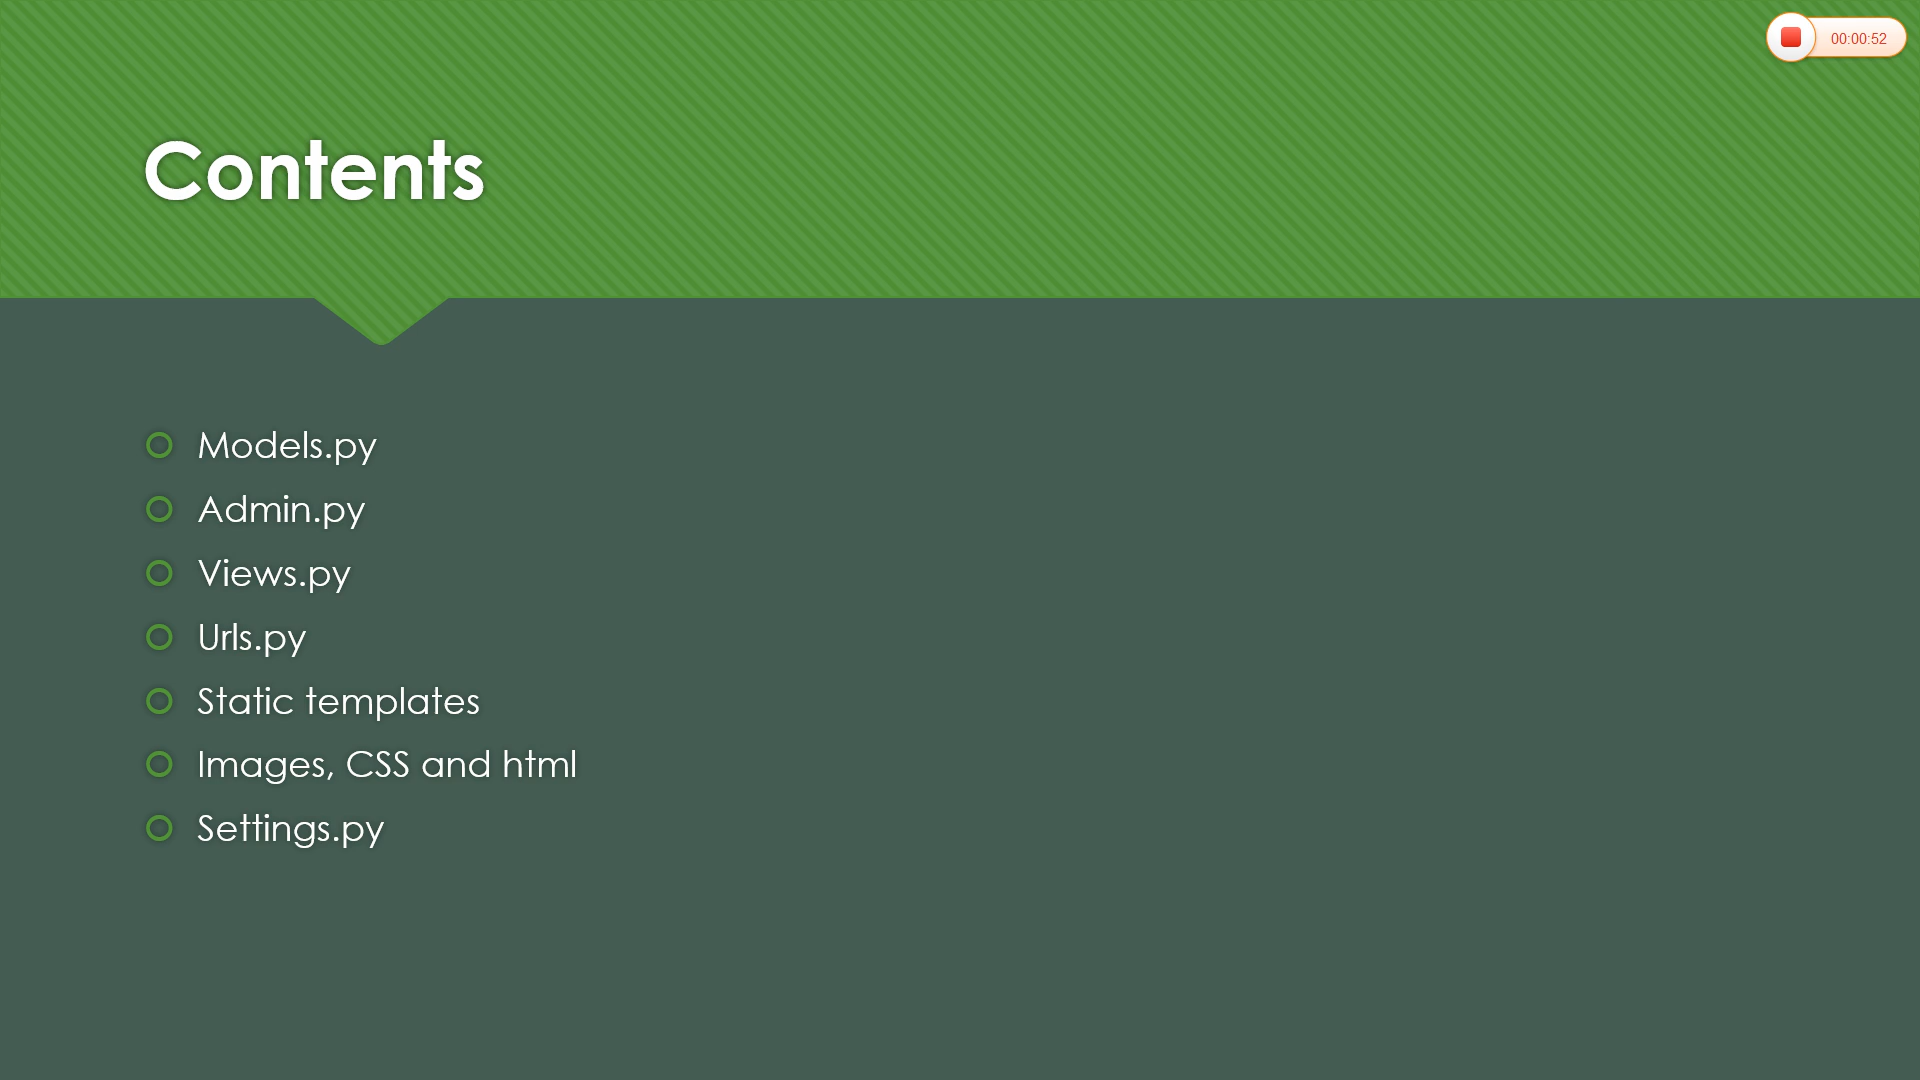 00:00:52
Contents
Models.py
Admin.py
Views.py
Urls.py
Static templates
Images, CSS and html
Settings.py